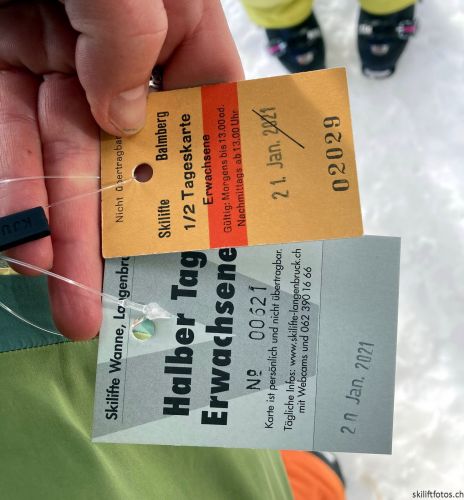 Nicht übertragbar
Skilifte Balmberg
1/2 Tageskarte
Erwachsene
Gültig: Morgens bis 13.00 od.
Nachmittags ab 13.00 Uhr
21. Jan. 2021
02029
Skilifte Wanne, Langenbruck
Halber Tag
Erwachsene
Nº 00621
Karte ist persönlich und nicht übertragbar.
Tägliche Infos: www.skilifte-langenbruck.ch
mit Webcams und 062 390 16 66
20 Jan. 2021
skiliftfotos.ch